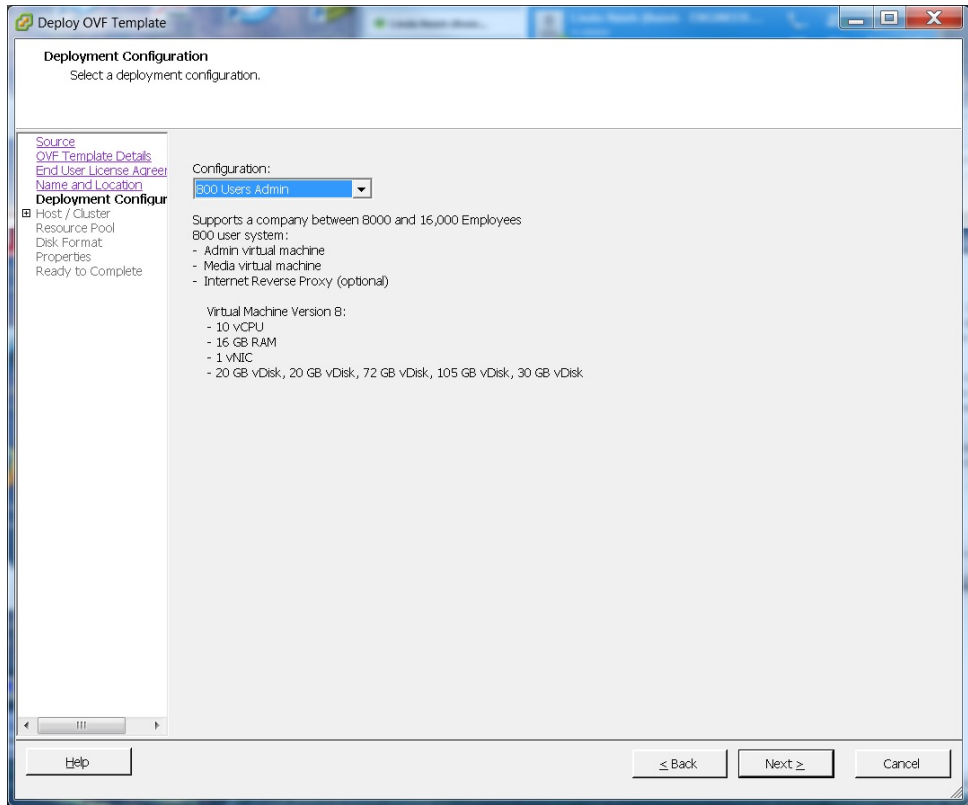 Deploy OVF Template
Deployment Configuration
Select a deployment configuration.
Source
OVF Template Details
End User License Agreer
Name and Location
Deployment Configur
Host / Cluster
Resource Pool
Disk Format
Properties
Ready to Complete
Configuration:
800 Users Admin
Supports a company between 8000 and 16,000 Employees
800 user system:
- Admin virtual machine
- Media virtual machine
- Internet Reverse Proxy (optional)
Virtual Machine Version 8:
- 10 vCPU
- 16 GB RAM
- 1 vNIC
- 20 GB vDisk, 20 GB vDisk, 72 GB vDisk, 105 GB vDisk, 30 GB vDisk
Help
≤ Back
Next ≥
Cancel